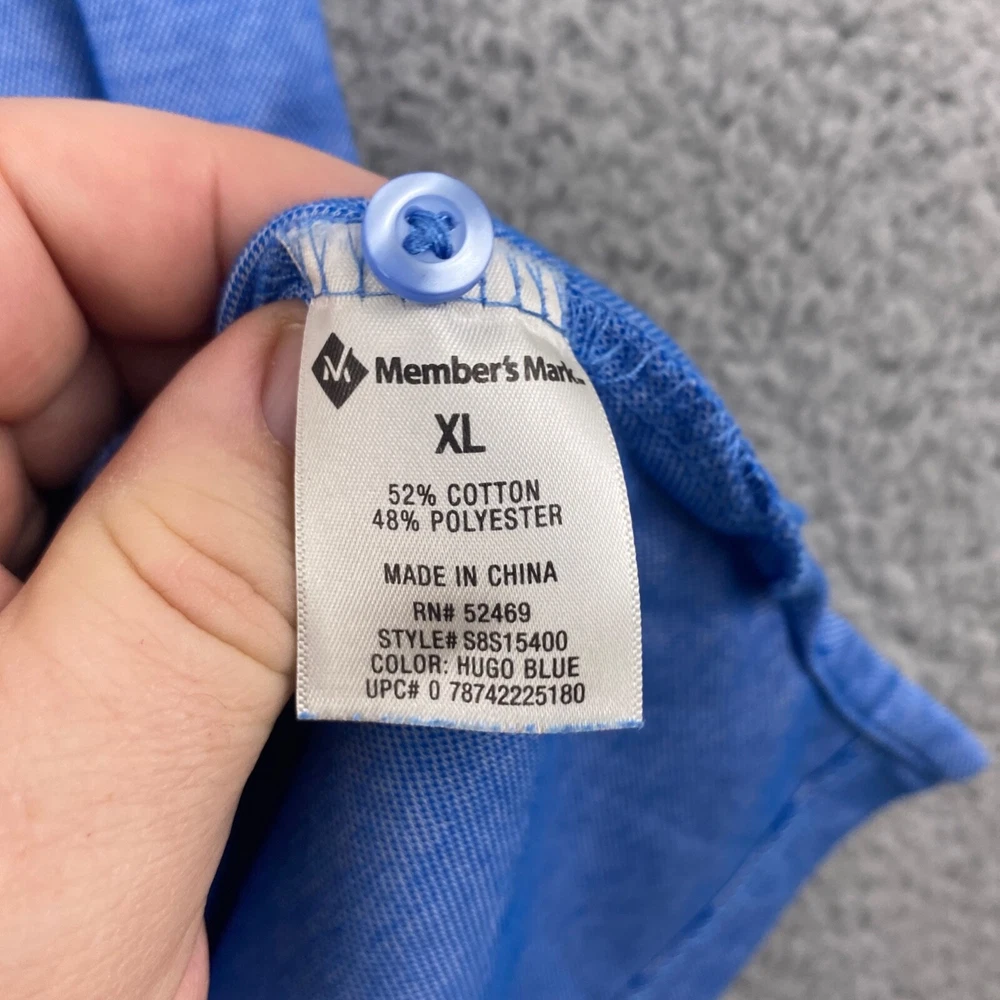 Member's Mark™
XL
52% COTTON
48% POLYESTER
MADE IN CHINA
RN# 52469
STYLE# S8S15400
COLOR: HUGO BLUE
UPC# 0 78742225180